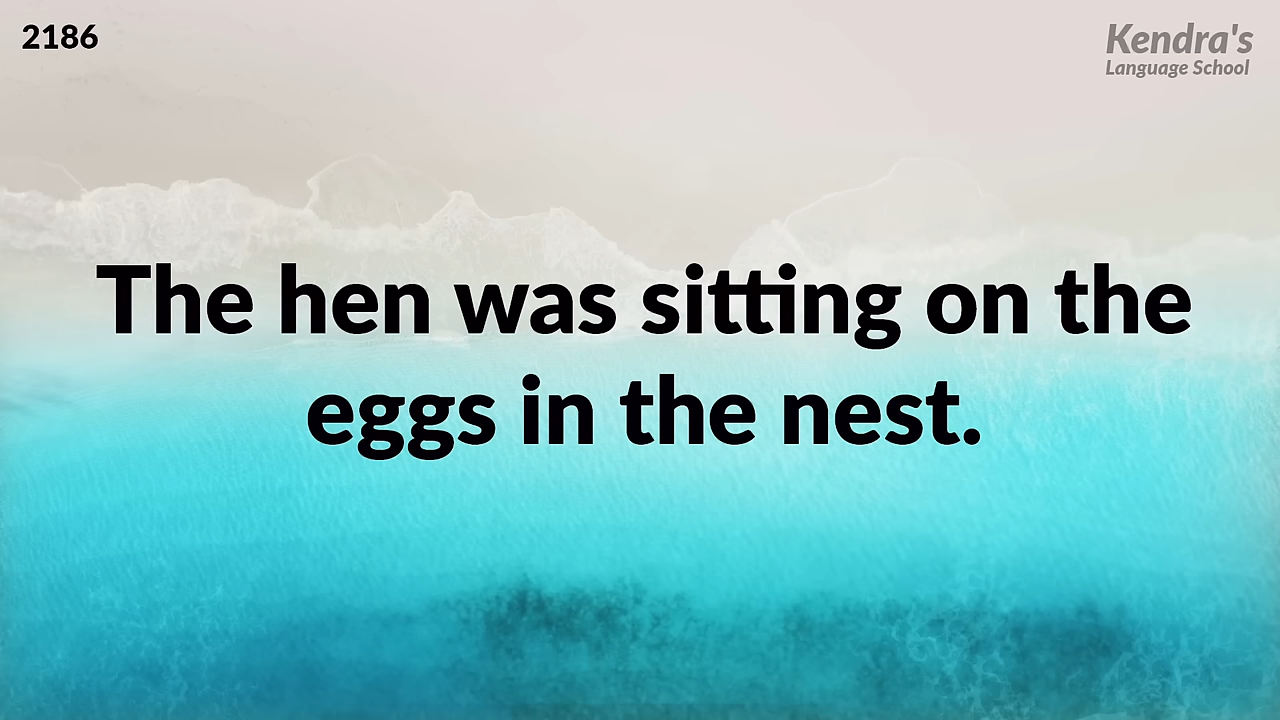 2186
Kendra's
Language School
The hen was sitting on the
eggs in the nest.